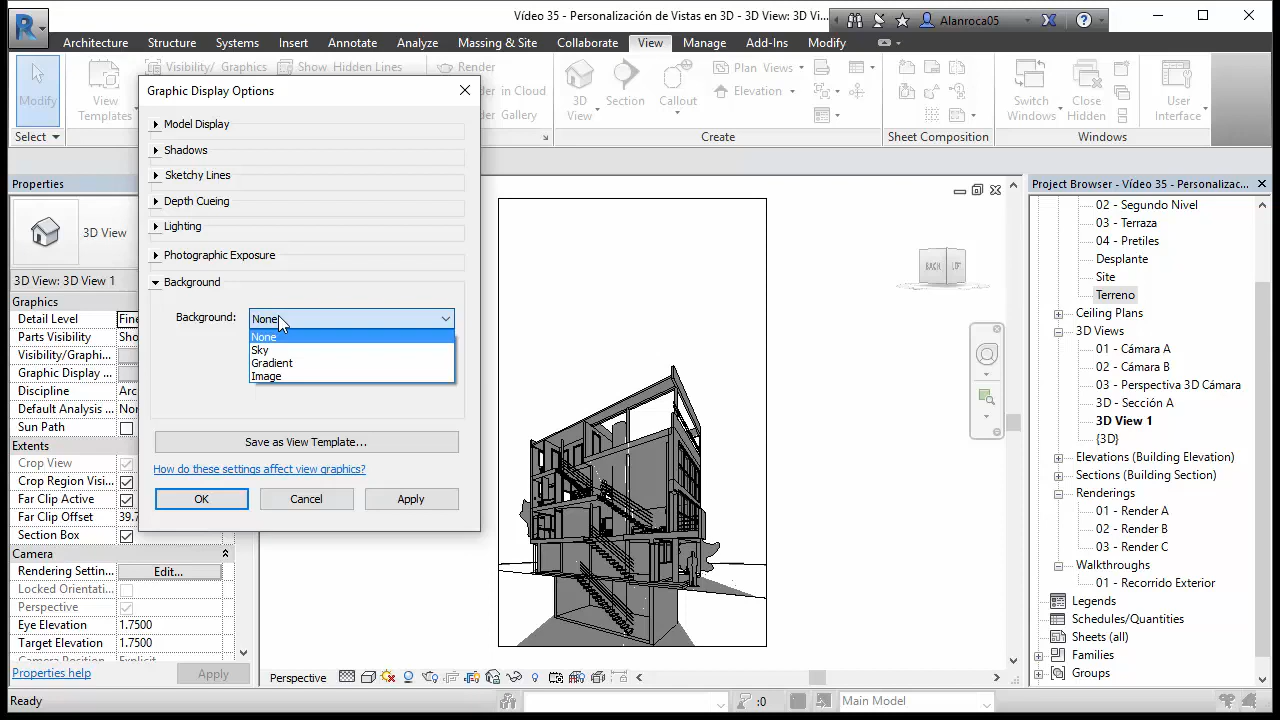 Vídeo 35 - Personalización de Vistas en 3D - 3D View: 3D Vi...
Alanroca05
Architecture Structure Systems Insert Annotate Analyze Massing & Site Collaborate View Manage Add-Ins Modify
Modify
View
Templates
Visibility/ Graphics
Show Hidden Lines
Render
Render in Cloud
Render Gallery
3D
View
Section
Callout
Plan Views
Elevation
Switch
Windows
Close
Hidden
User
Interface
Select
Create
Sheet Composition
Windows
Graphic Display Options
Model Display
Shadows
Sketchy Lines
Depth Cueing
Lighting
Photographic Exposure
Background
Background: None
None
Sky
Gradient
Image
Save as View Template...
How do these settings affect view graphics?
OK Cancel Apply
Properties
3D View
3D View: 3D View 1
Graphics
Detail Level Fine
Parts Visibility Sho
Visibility/Graphi...
Graphic Display ...
Discipline Arc
Default Analysis ... Nor
Sun Path
Extents
Crop View
Crop Region Visi...
Far Clip Active
Far Clip Offset 39.7
Section Box
Camera
Rendering Settin... Edit...
Locked Orientati...
Perspective
Eye Elevation 1.7500
Target Elevation 1.7500
Camera Position Explicit
Properties help
Apply
BACK LEFT
Perspective
Project Browser - Vídeo 35 - Personalizac...
02 - Segundo Nivel
03 - Terraza
04 - Pretiles
Desplante
Site
Terreno
Ceiling Plans
3D Views
01 - Cámara A
02 - Cámara B
03 - Perspectiva 3D Cámara
3D - Sección A
3D View 1
{3D}
Elevations (Building Elevation)
Sections (Building Section)
Renderings
01 - Render A
02 - Render B
03 - Render C
Walkthroughs
01 - Recorrido Exterior
Legends
Schedules/Quantities
Sheets (all)
Families
Groups
Ready
:0
Main Model